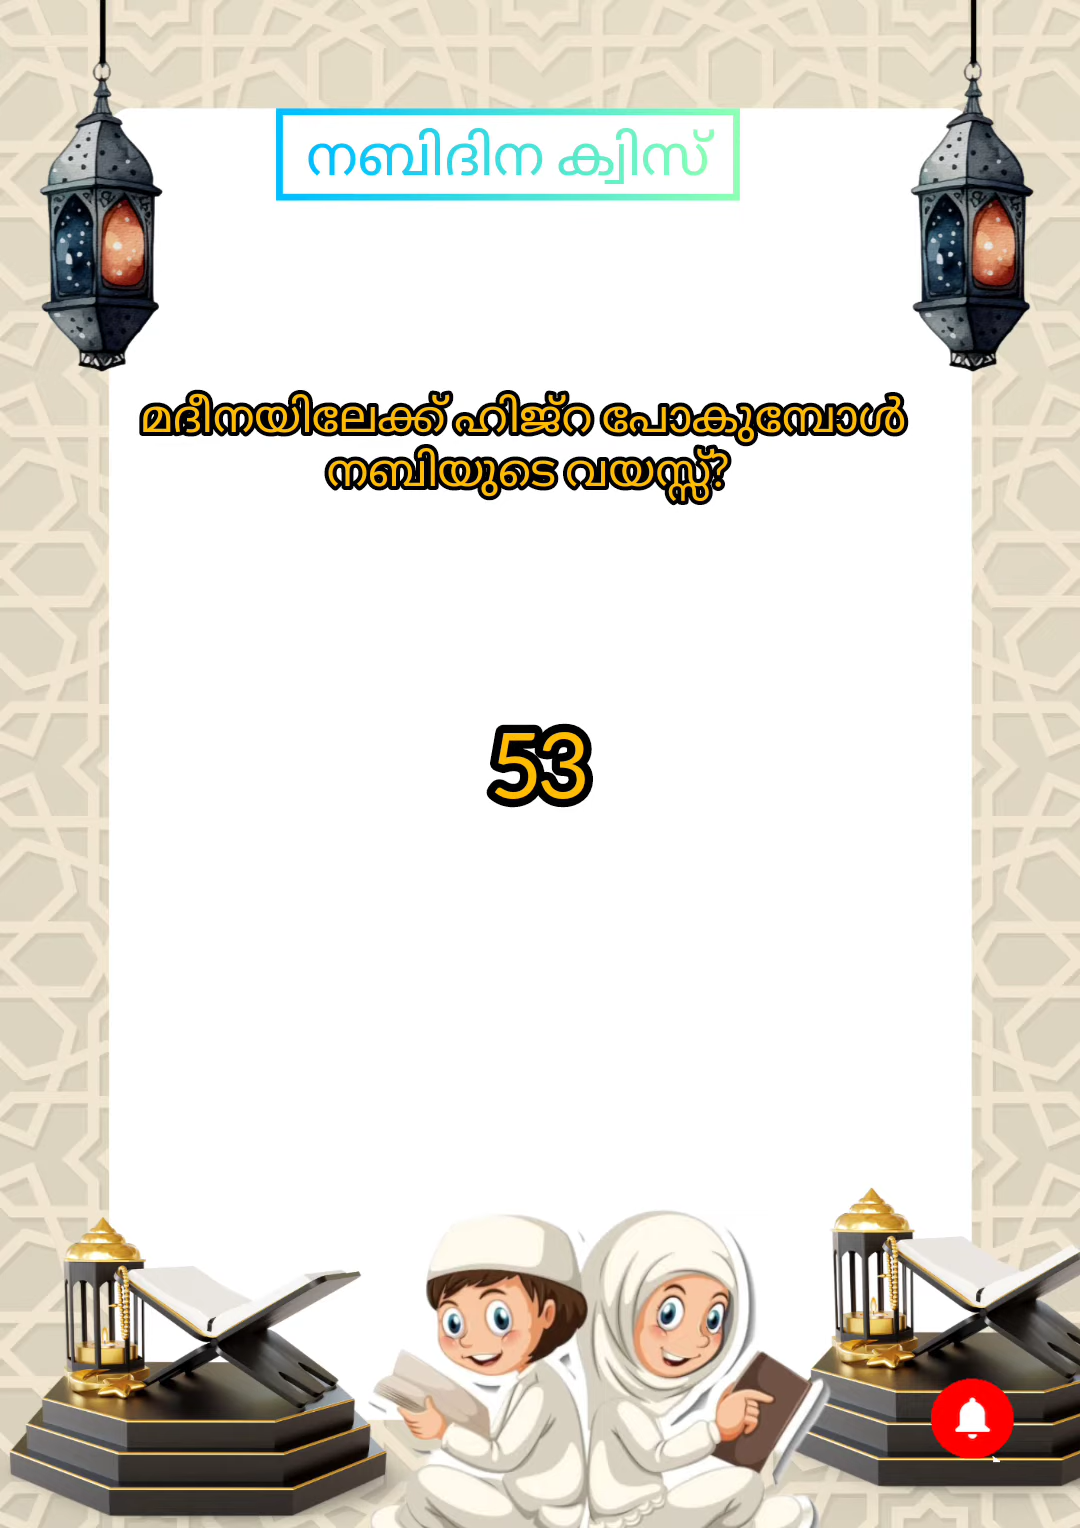 നബിദിന ക്വിസ്
മദീനയിലേക്ക് ഹിജ്റ പോകുമ്പോൾ
നബിയുടെ വയസ്സ്?
53